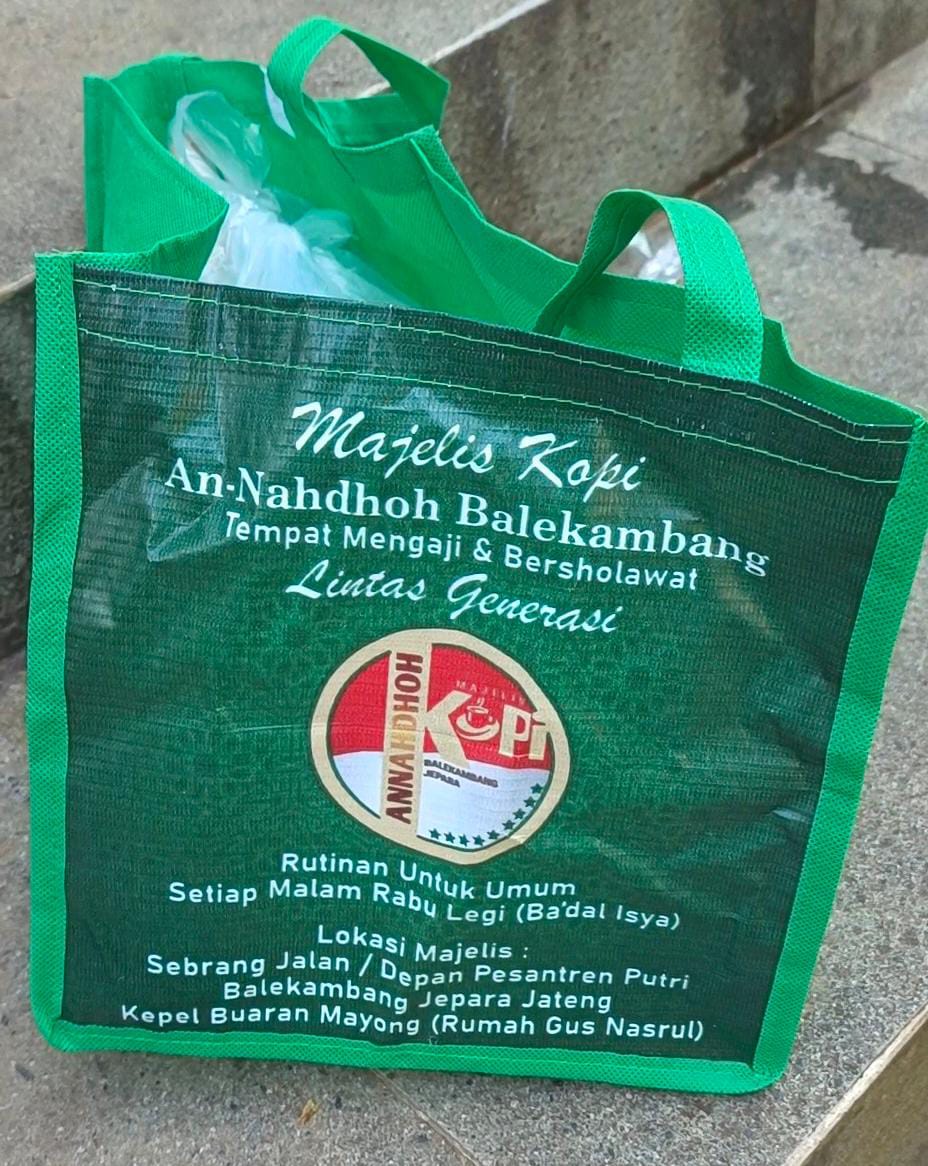 Majelis Kopi
An-Nahdhoh Balekambang
Tempat Mengaji & Bersholawat
Lintas Generasi
ANNAHDHOH
MAJELIS
KOPi
BALEKAMBANG
JEPARA
Rutinan Untuk Umum
Setiap Malam Rabu Legi (Ba'dal Isya)
Lokasi Majelis :
Sebrang Jalan / Depan Pesantren Putri
Balekambang Jepara Jateng
Kepel Buaran Mayong (Rumah Gus Nasrul)